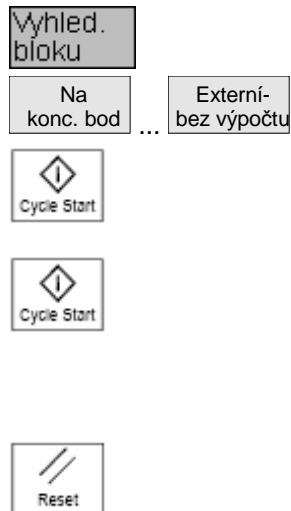 Vyhled.
bloku
Na
konc. bod
...
Externí-
bez výpočtu
Cycle Start
Cycle Start
Reset